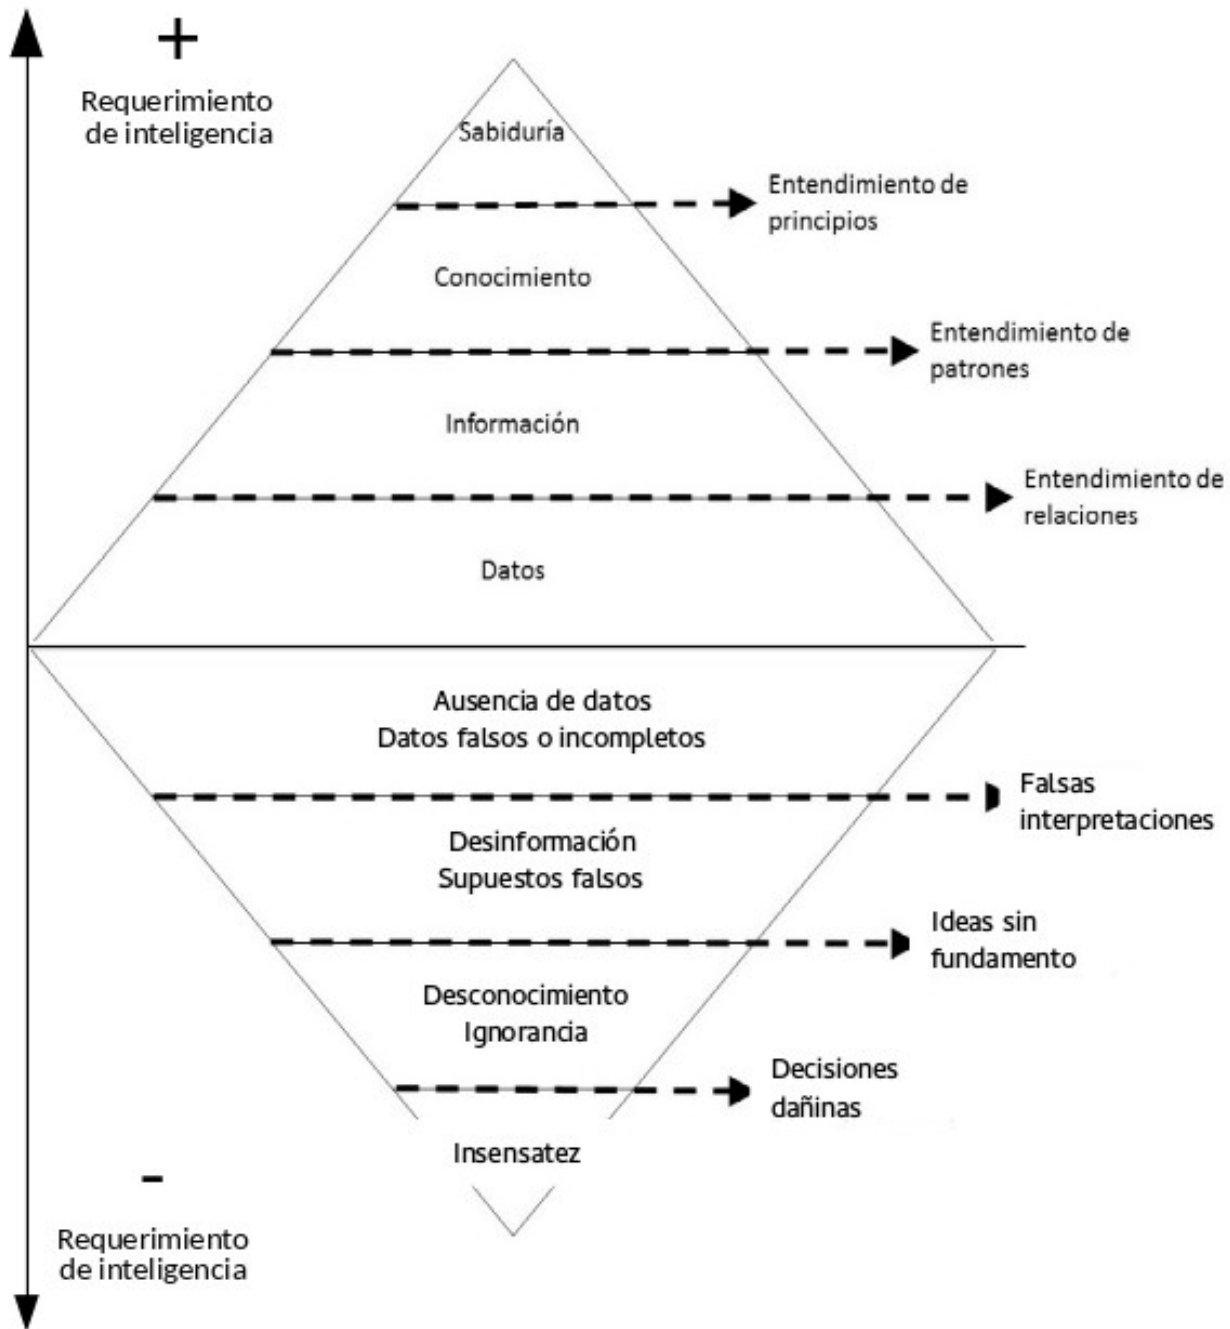 +
Requerimiento
de inteligencia
Sabiduría
Entendimiento de
principios
Conocimiento
Entendimiento de
patrones
Información
Entendimiento de
relaciones
Datos
Ausencia de datos
Datos falsos o incompletos
Falsas
interpretaciones
Desinformación
Supuestos falsos
Ideas sin
fundamento
Desconocimiento
Ignorancia
Decisiones
dañinas
Insensatez
-
Requerimiento
de inteligencia